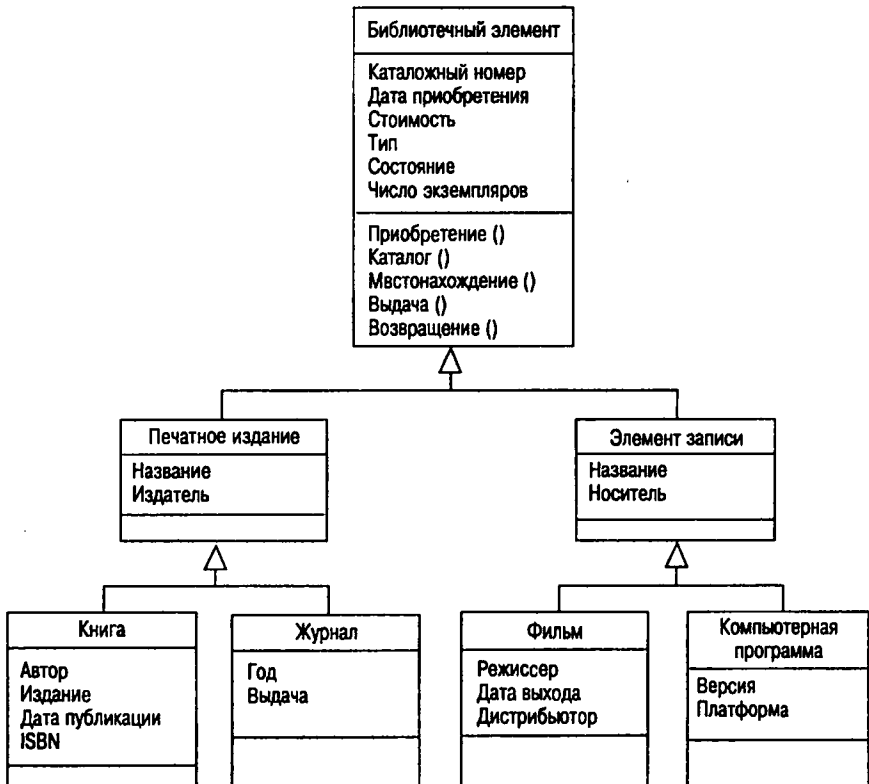 Библиотечный элемент
Каталожный номер
Дата приобретения
Стоимость
Тип
Состояние
Число экземпляров
Приобретение ()
Каталог ()
Мвстонахождение ()
Выдача ()
Возвращение ()
Печатное издание
Название
Издатель
Элемент записи
Название
Носитель
Книга
Автор
Издание
Дата публикации
ISBN
Журнал
Год
Выдача
Фильм
Режиссер
Дата выхода
Дистрибьютор
Компьютерная
программа
Версия
Платформа